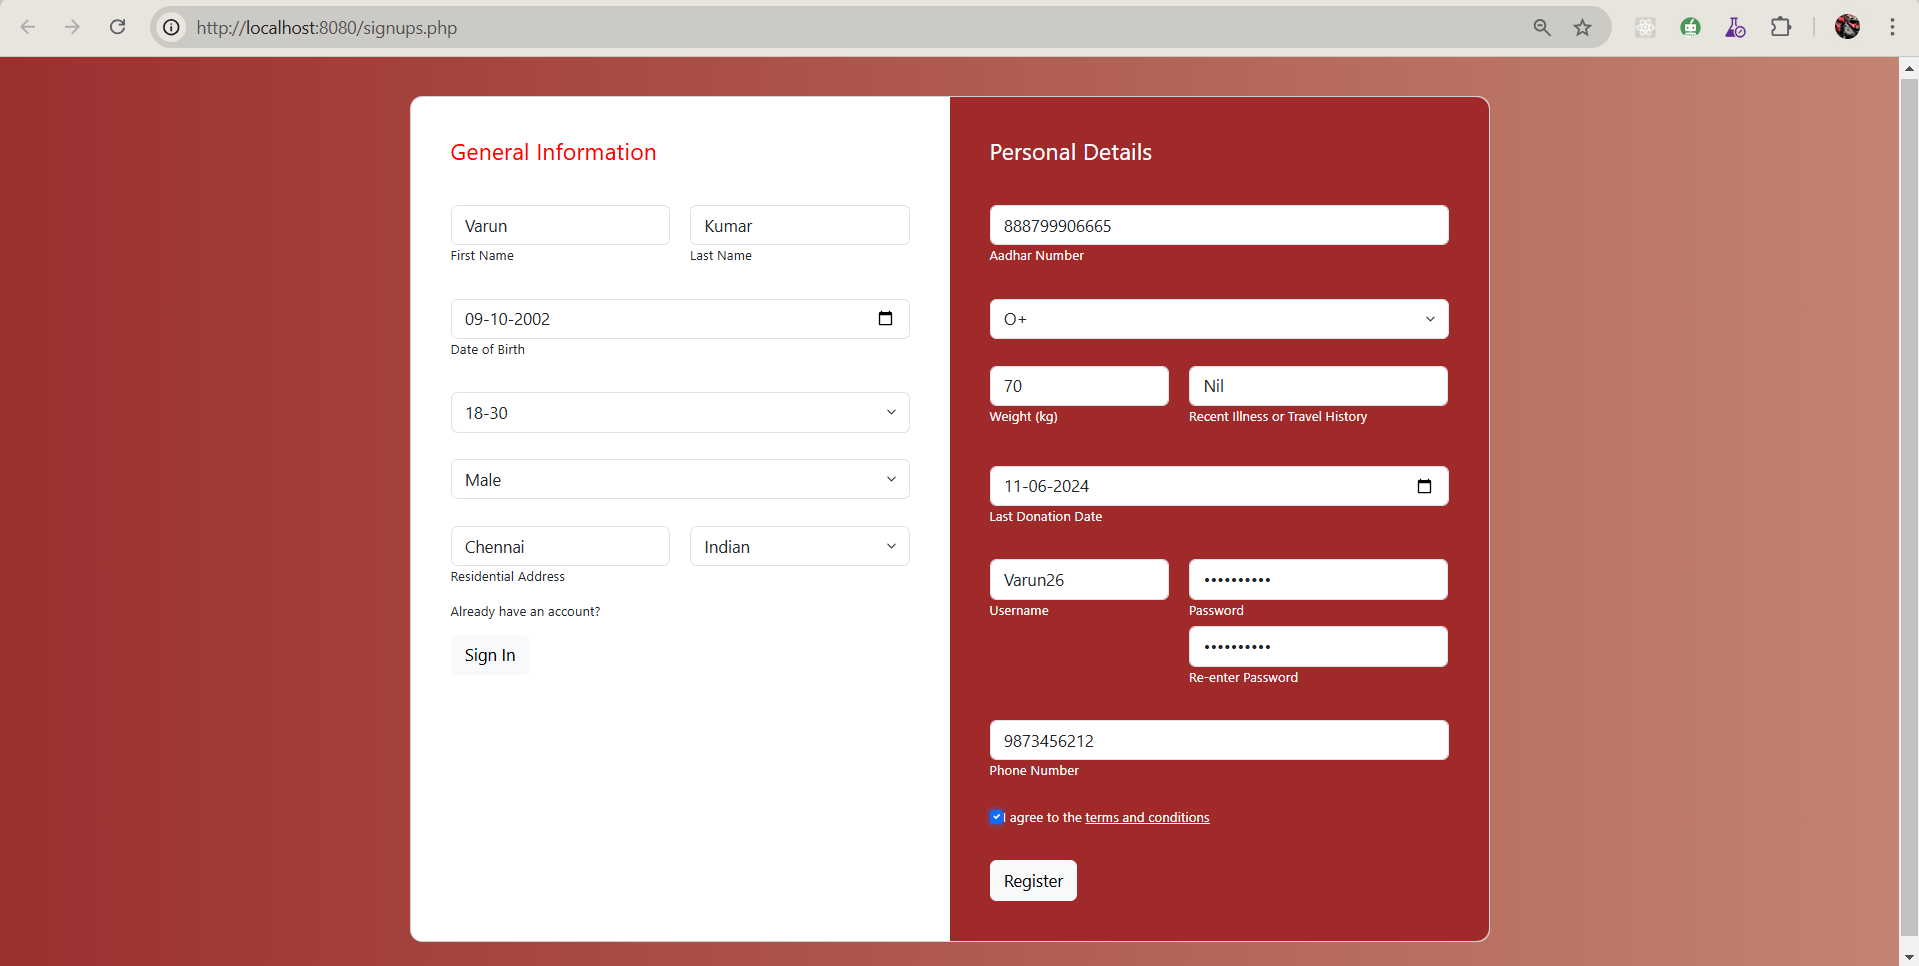 http://localhost:8080/signups.php
General Information
Varun Kumar
First Name Last Name
09-10-2002
Date of Birth
18-30
Male
Chennai Indian
Residential Address
Already have an account?
Sign In
Personal Details
888799906665
Aadhar Number
O+
70 Nil
Weight (kg) Recent Illness or Travel History
11-06-2024
Last Donation Date
Varun26 ••••••••••
Username Password
••••••••••
Re-enter Password
9873456212
Phone Number
I agree to the terms and conditions
Register